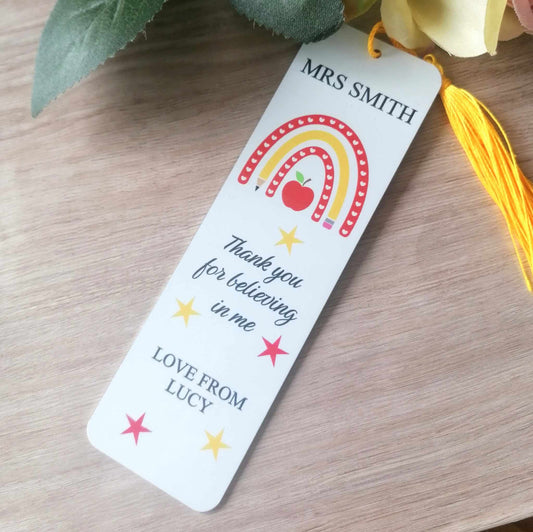 MRS SMITH
Thank you
for believing
in me
LOVE FROM
LUCY